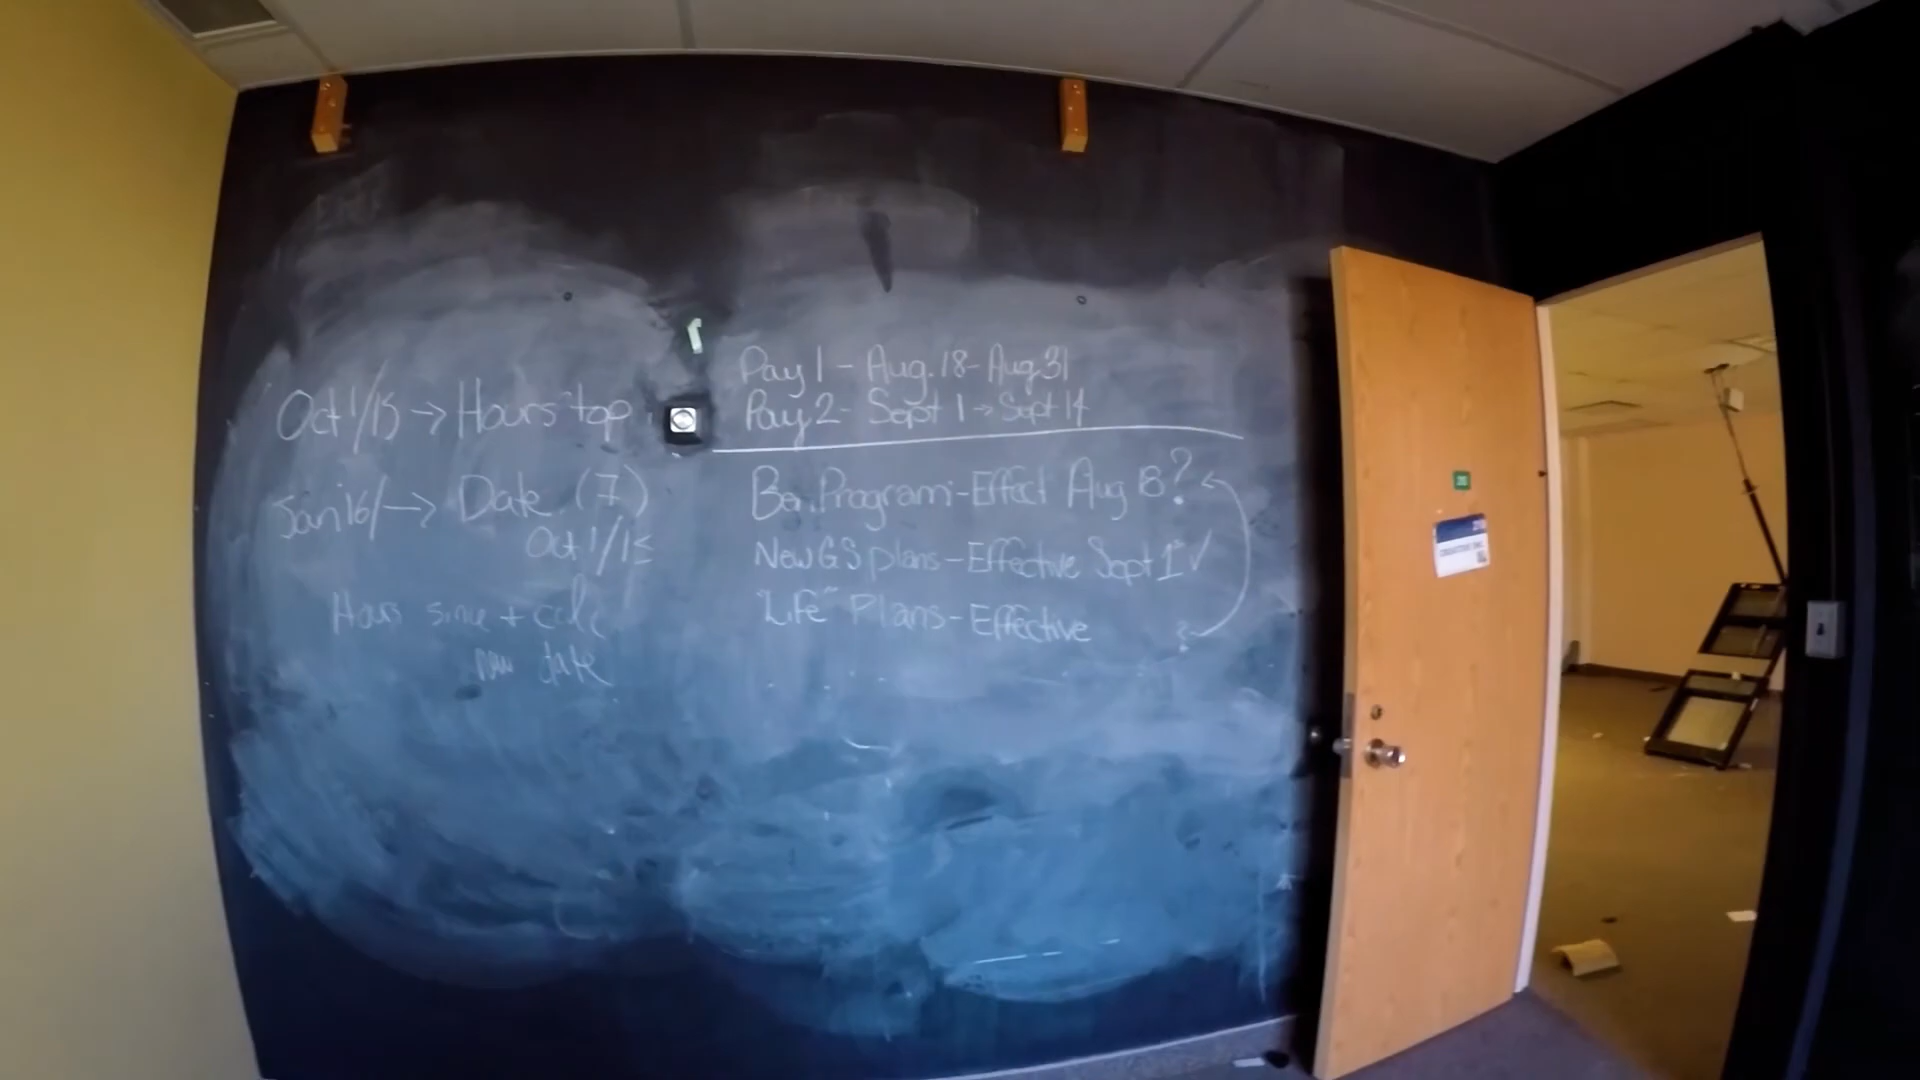 Oct 1/15 → Hours top
Jan 16/ → Date (7)
Oct 1/15
Hours since + calc
new date
Pay 1 - Aug. 18 - Aug 31
Pay 2 - Sept 1 → Sept 14
Ben. Program - Effect Aug 18?
New GS plans - Effective Sept 1st ✓
"Life" Plans - Effective ?